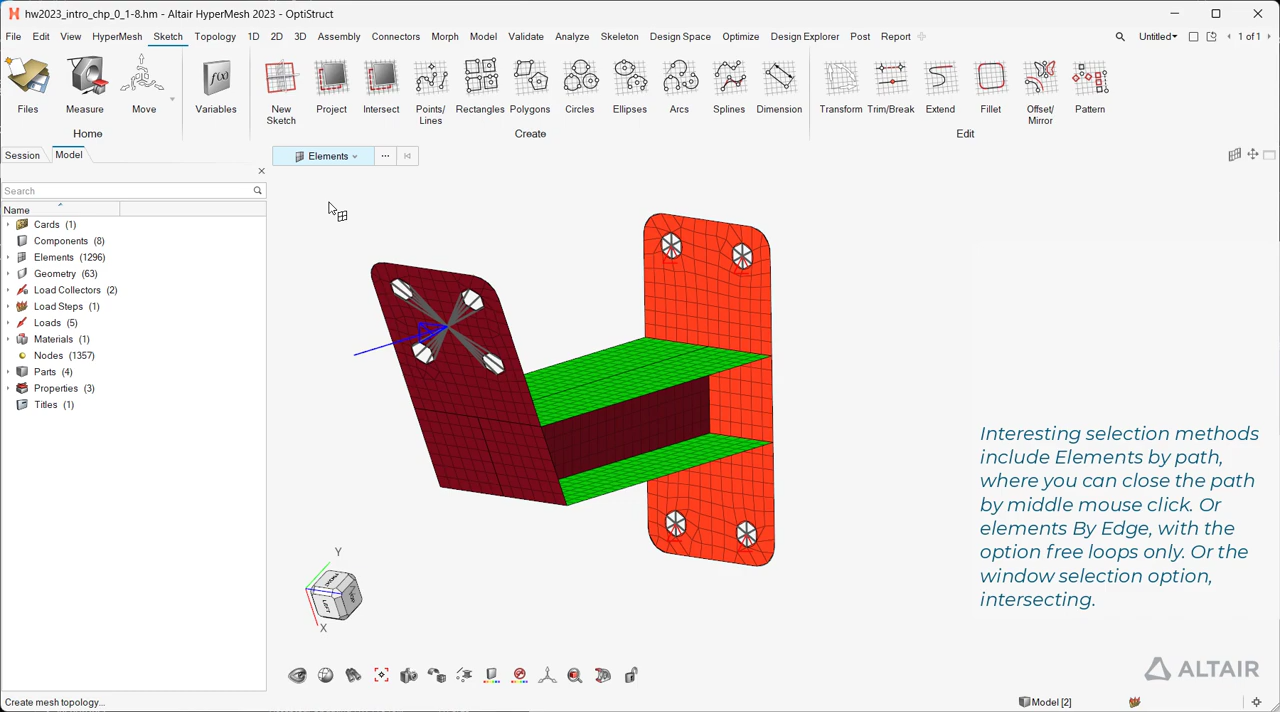 hw2023_intro_chp_0_1-8.hm - Altair HyperMesh 2023 - OptiStruct
File Edit View HyperMesh Sketch Topology 1D 2D 3D Assembly Connectors Morph Model Validate Analyze Skeleton Design Space Optimize Design Explorer Post Report Untitled 1 of 1
Files Measure Move Variables New Sketch Project Intersect Points/Lines Rectangles Polygons Circles Ellipses Arcs Splines Dimension Transform Trim/Break Extend Fillet Offset/Mirror Pattern
Home Create Edit
Session Model Elements ...
Search
Name
Cards (1)
Components (8)
Elements (1296)
Geometry (63)
Load Collectors (2)
Load Steps (1)
Loads (5)
Materials (1)
Nodes (1357)
Parts (4)
Properties (3)
Titles (1)
Interesting selection methods
include Elements by path,
where you can close the path
by middle mouse click. Or
elements By Edge, with the
option free loops only. Or the
window selection option,
intersecting.
Y
LEFT
X
ALTAIR
Create mesh topology... Model [2]